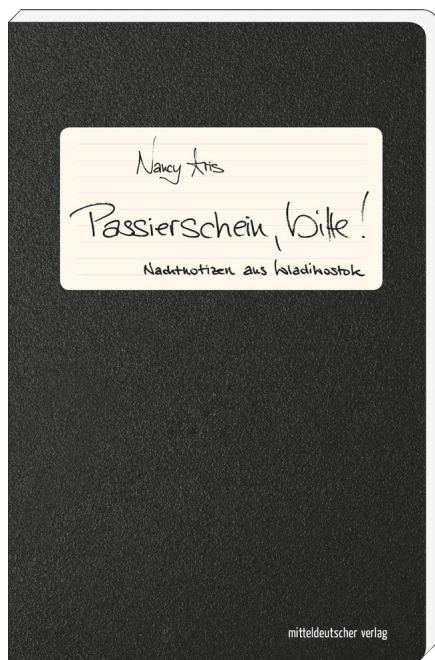 Nancy Aris
Passierschein, bitte!
Nachtnotizen aus Wladiwostok
mitteldeutscher verlag